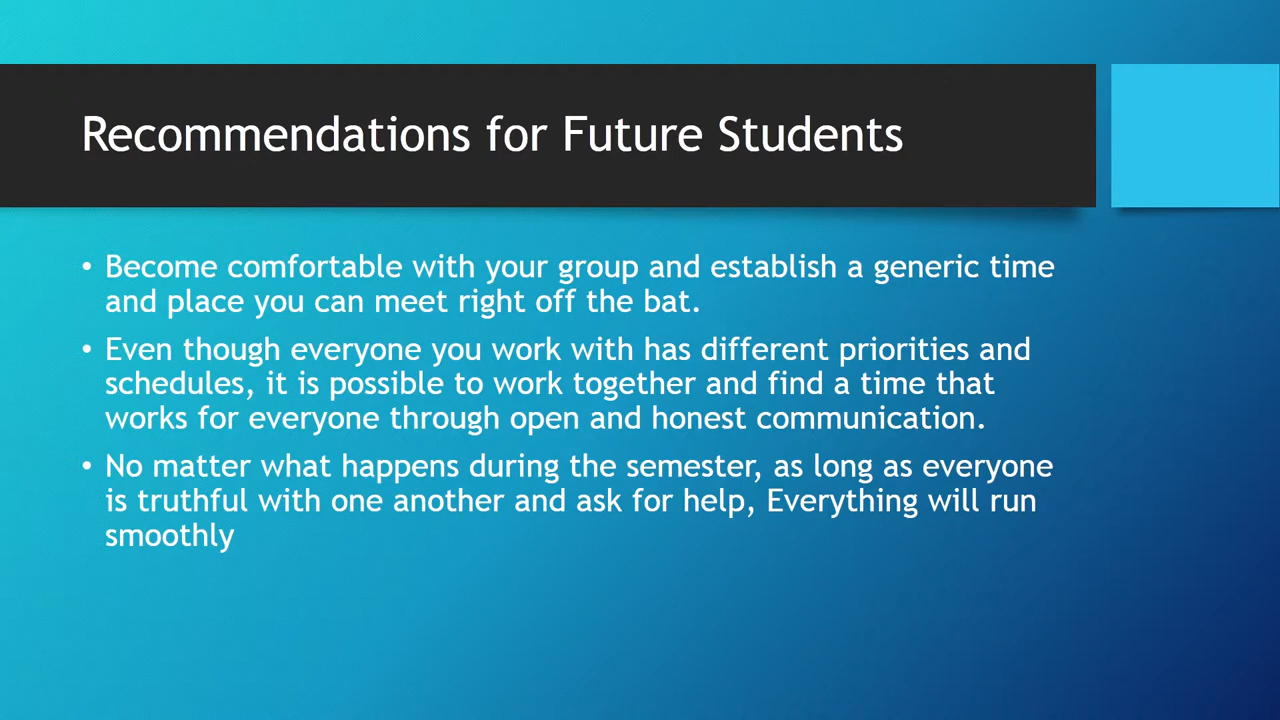 Recommendations for Future Students
• Become comfortable with your group and establish a generic time
and place you can meet right off the bat.
• Even though everyone you work with has different priorities and
schedules, it is possible to work together and find a time that
works for everyone through open and honest communication.
• No matter what happens during the semester, as long as everyone
is truthful with one another and ask for help, Everything will run
smoothly